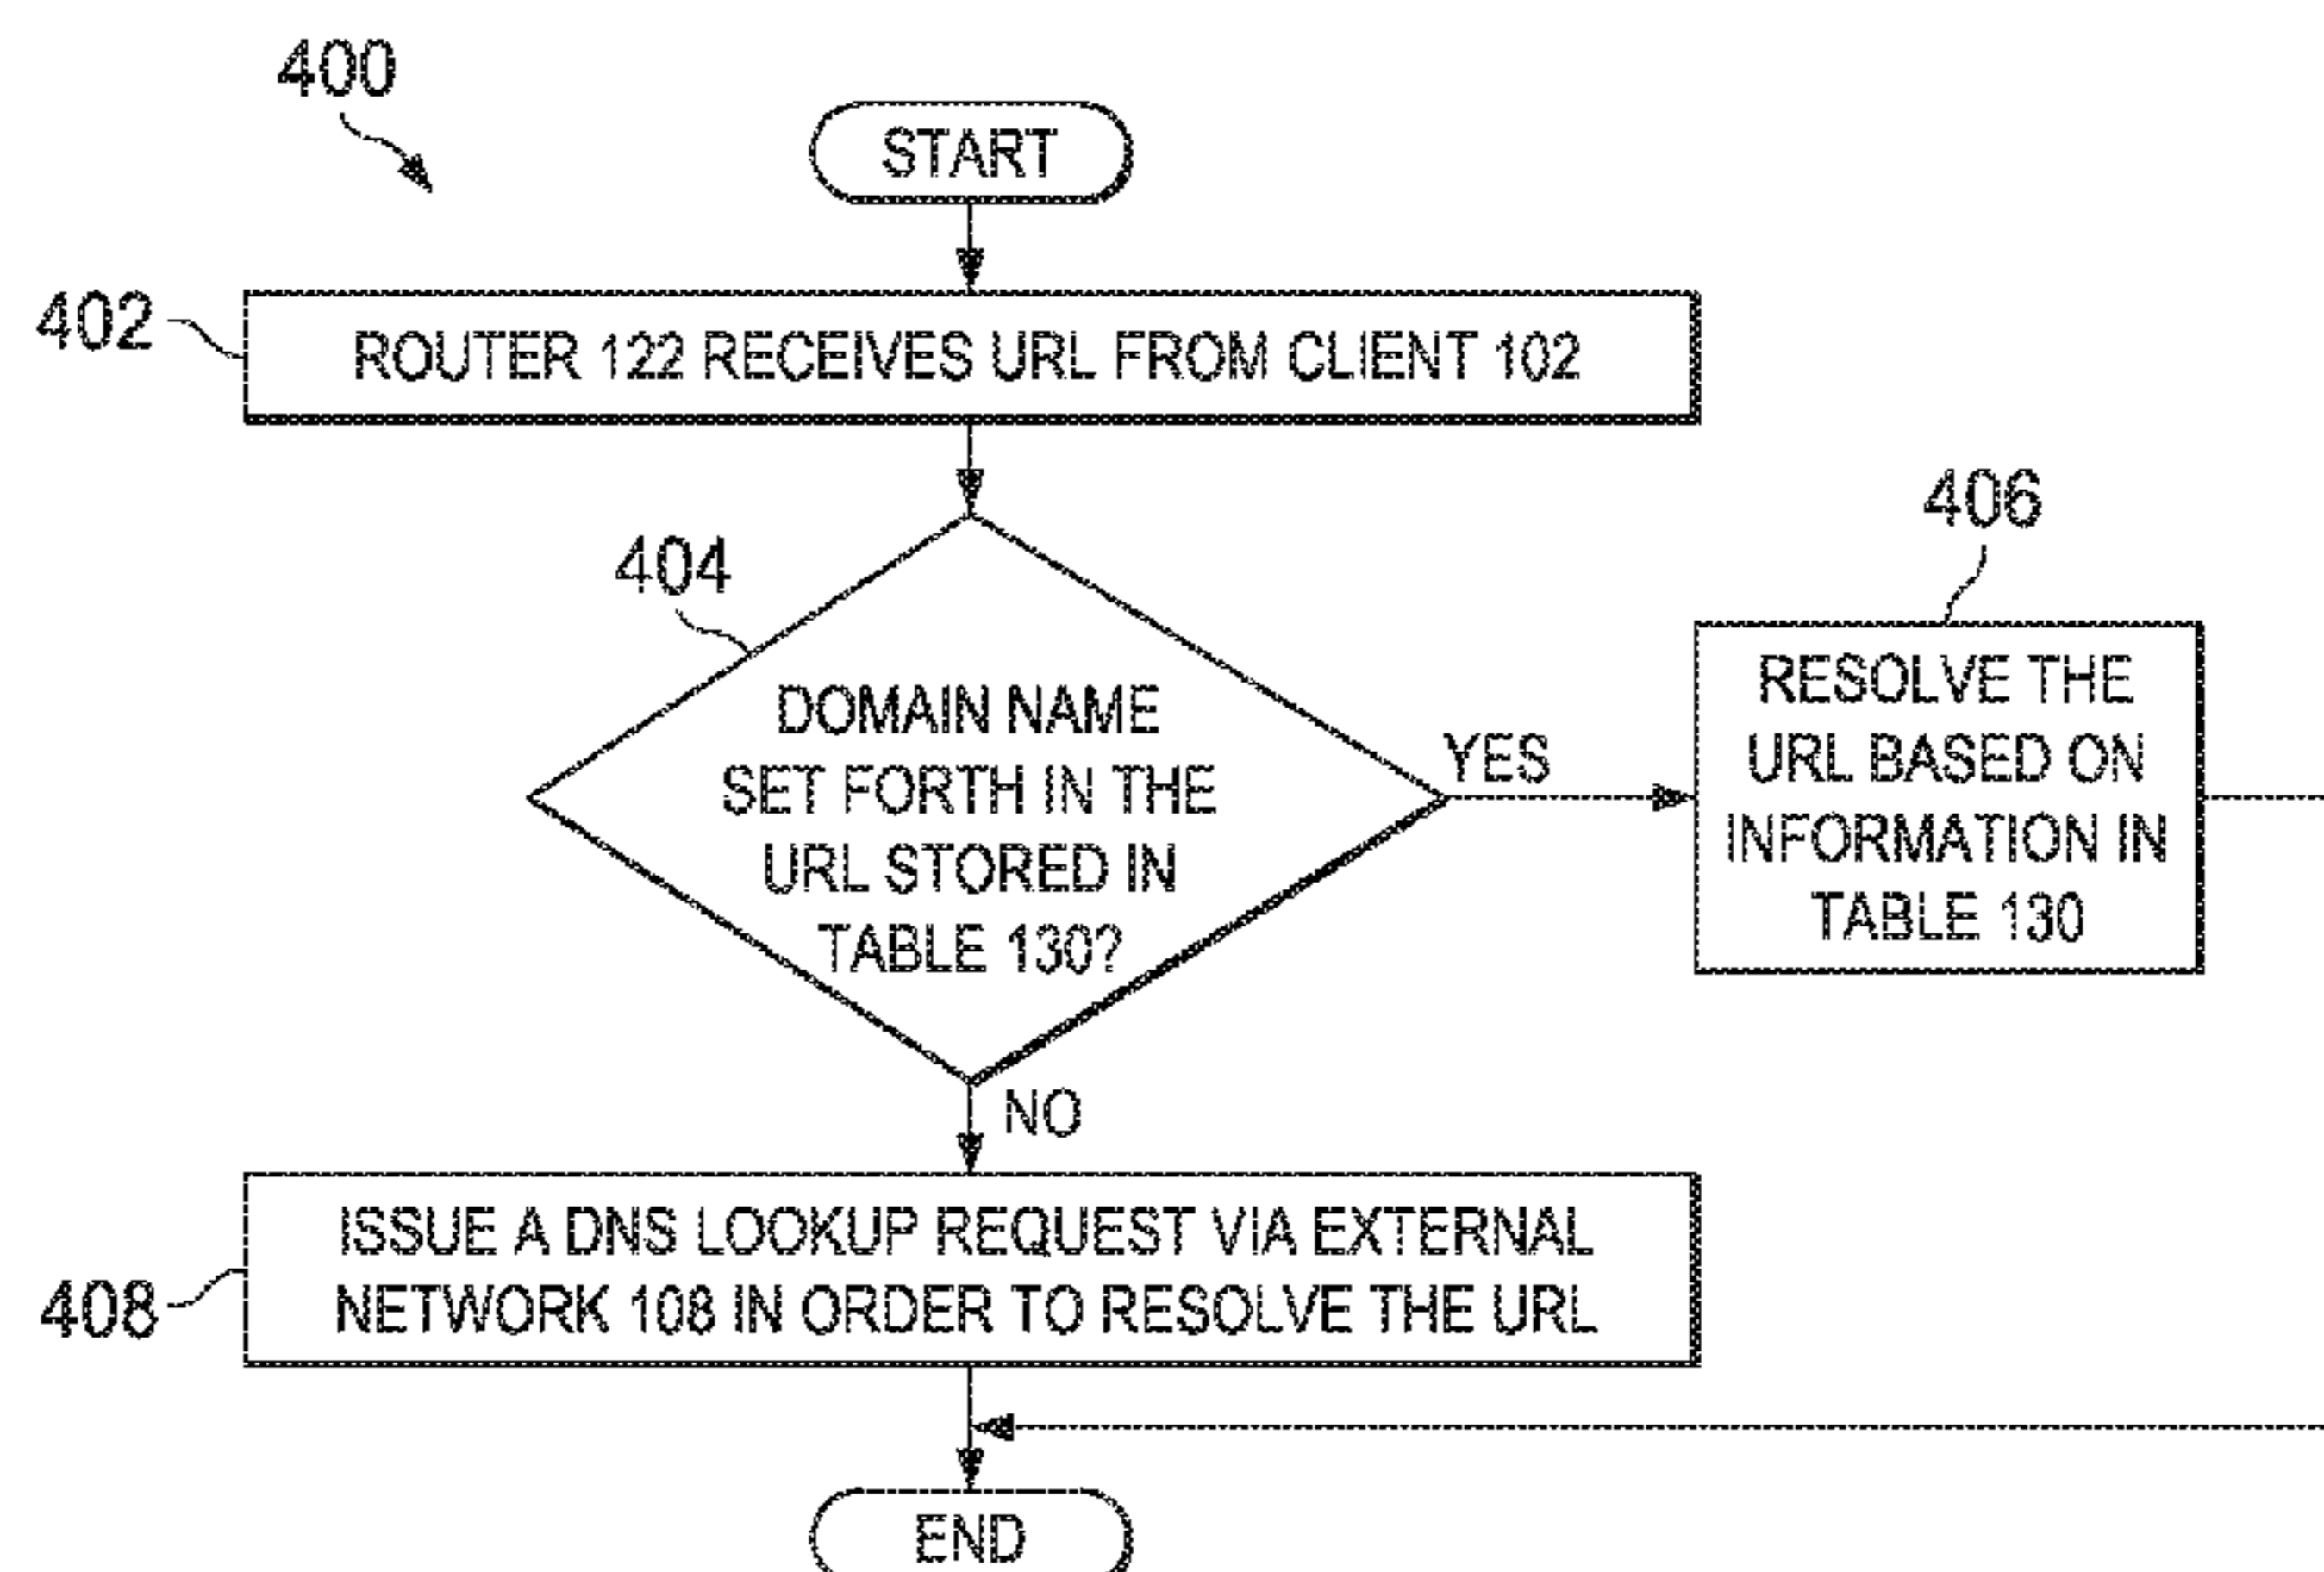 400
START
402
ROUTER 122 RECEIVES URL FROM CLIENT 102
404
DOMAIN NAME
SET FORTH IN THE
URL STORED IN
TABLE 130?
YES
406
RESOLVE THE
URL BASED ON
INFORMATION IN
TABLE 130
NO
408
ISSUE A DNS LOOKUP REQUEST VIA EXTERNAL
NETWORK 108 IN ORDER TO RESOLVE THE URL
END